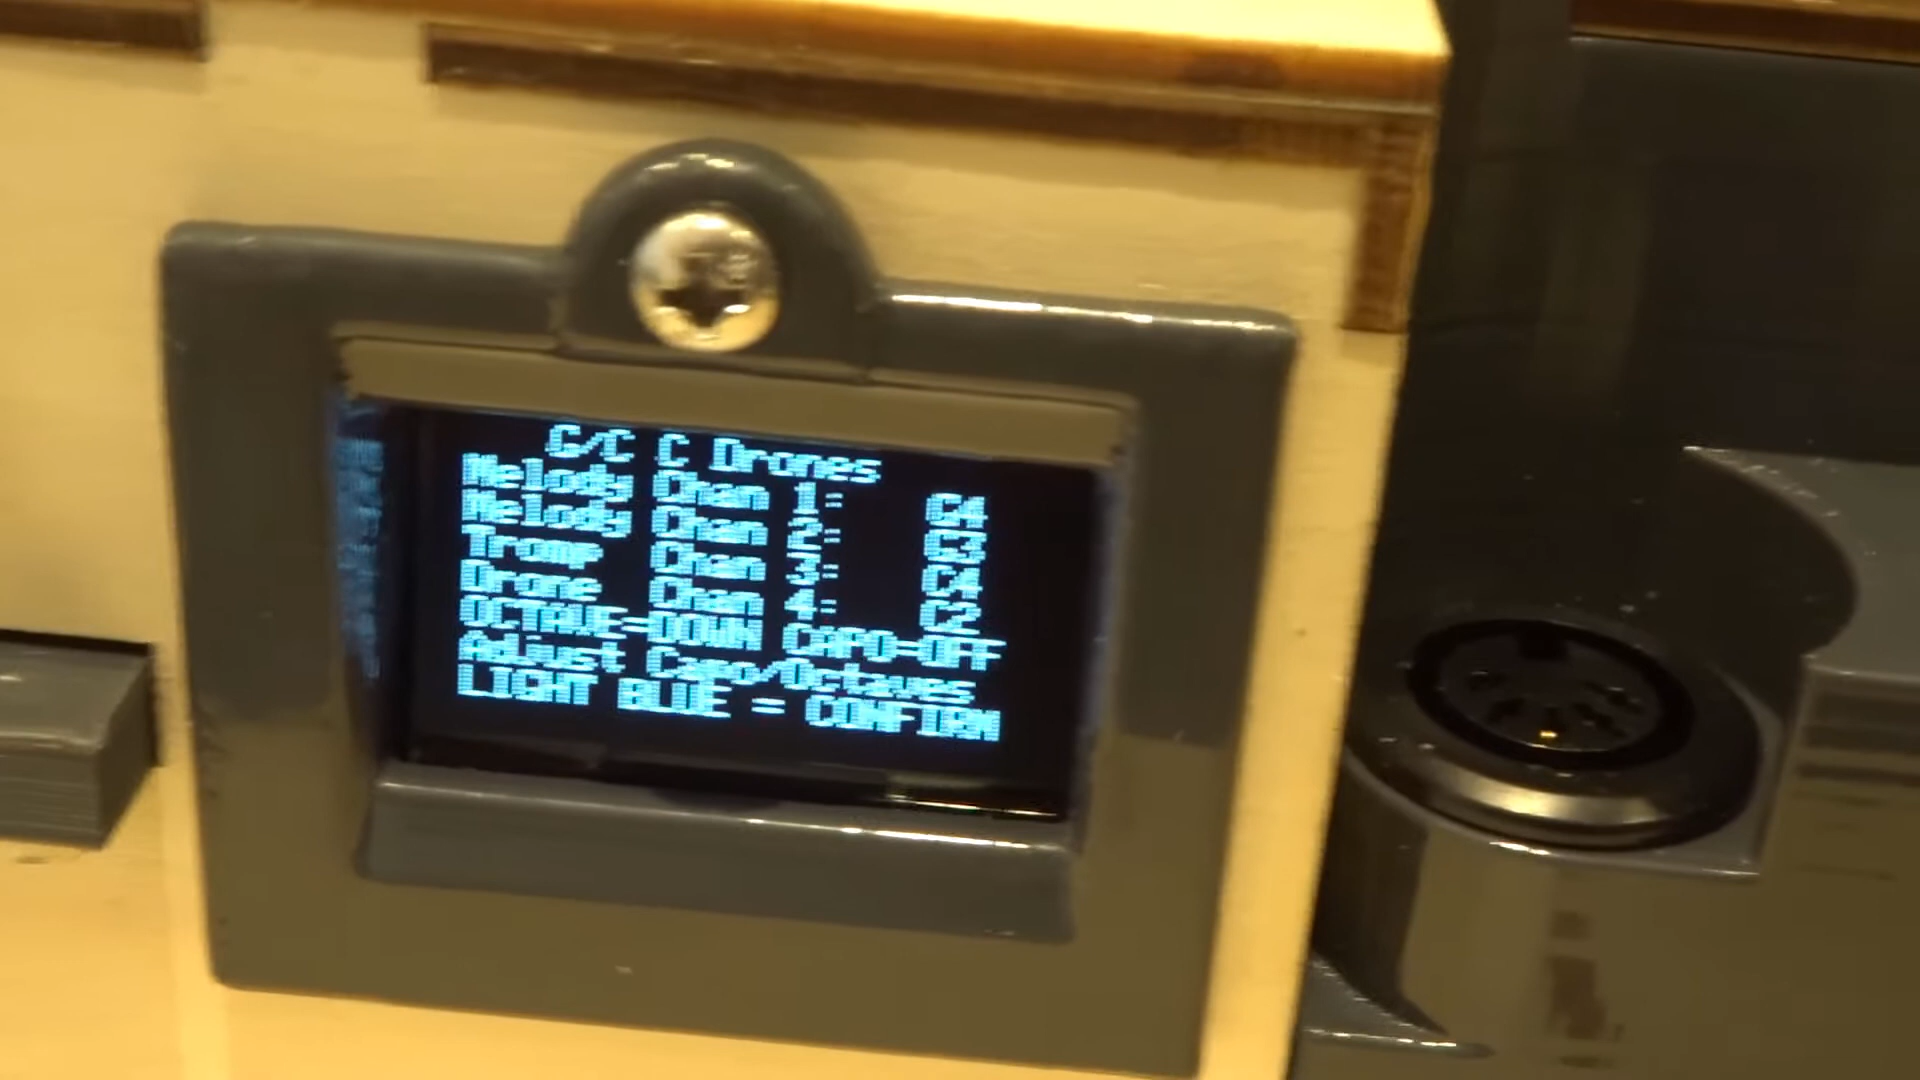 G/C C Drones
Melody Chan 1: G4
Melody Chan 2: G3
Tromp Chan 3: C4
Drone Chan 4: C2
OCTAVE=DOWN CAPO=OFF
Adjust Capo/Octaves
LIGHT BLUE = CONFIRM